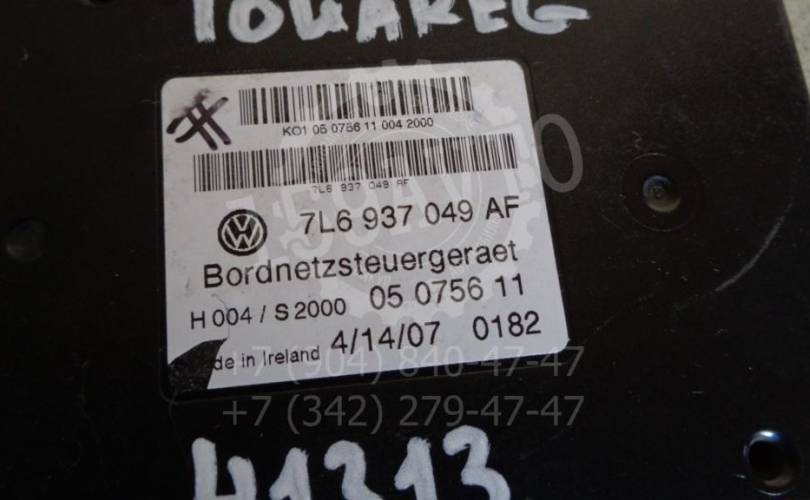 TOUAREG
KO1 05 0756 11 004 2000
7L6 937 049 AF
7L6 937 049 AF
Bordnetzsteuergeraet
H 004 / S 2000 05 0756 11
de in Ireland 4/14/07 0182
+7 (904) 840-47-47
+7 (342) 279-47-47
41313